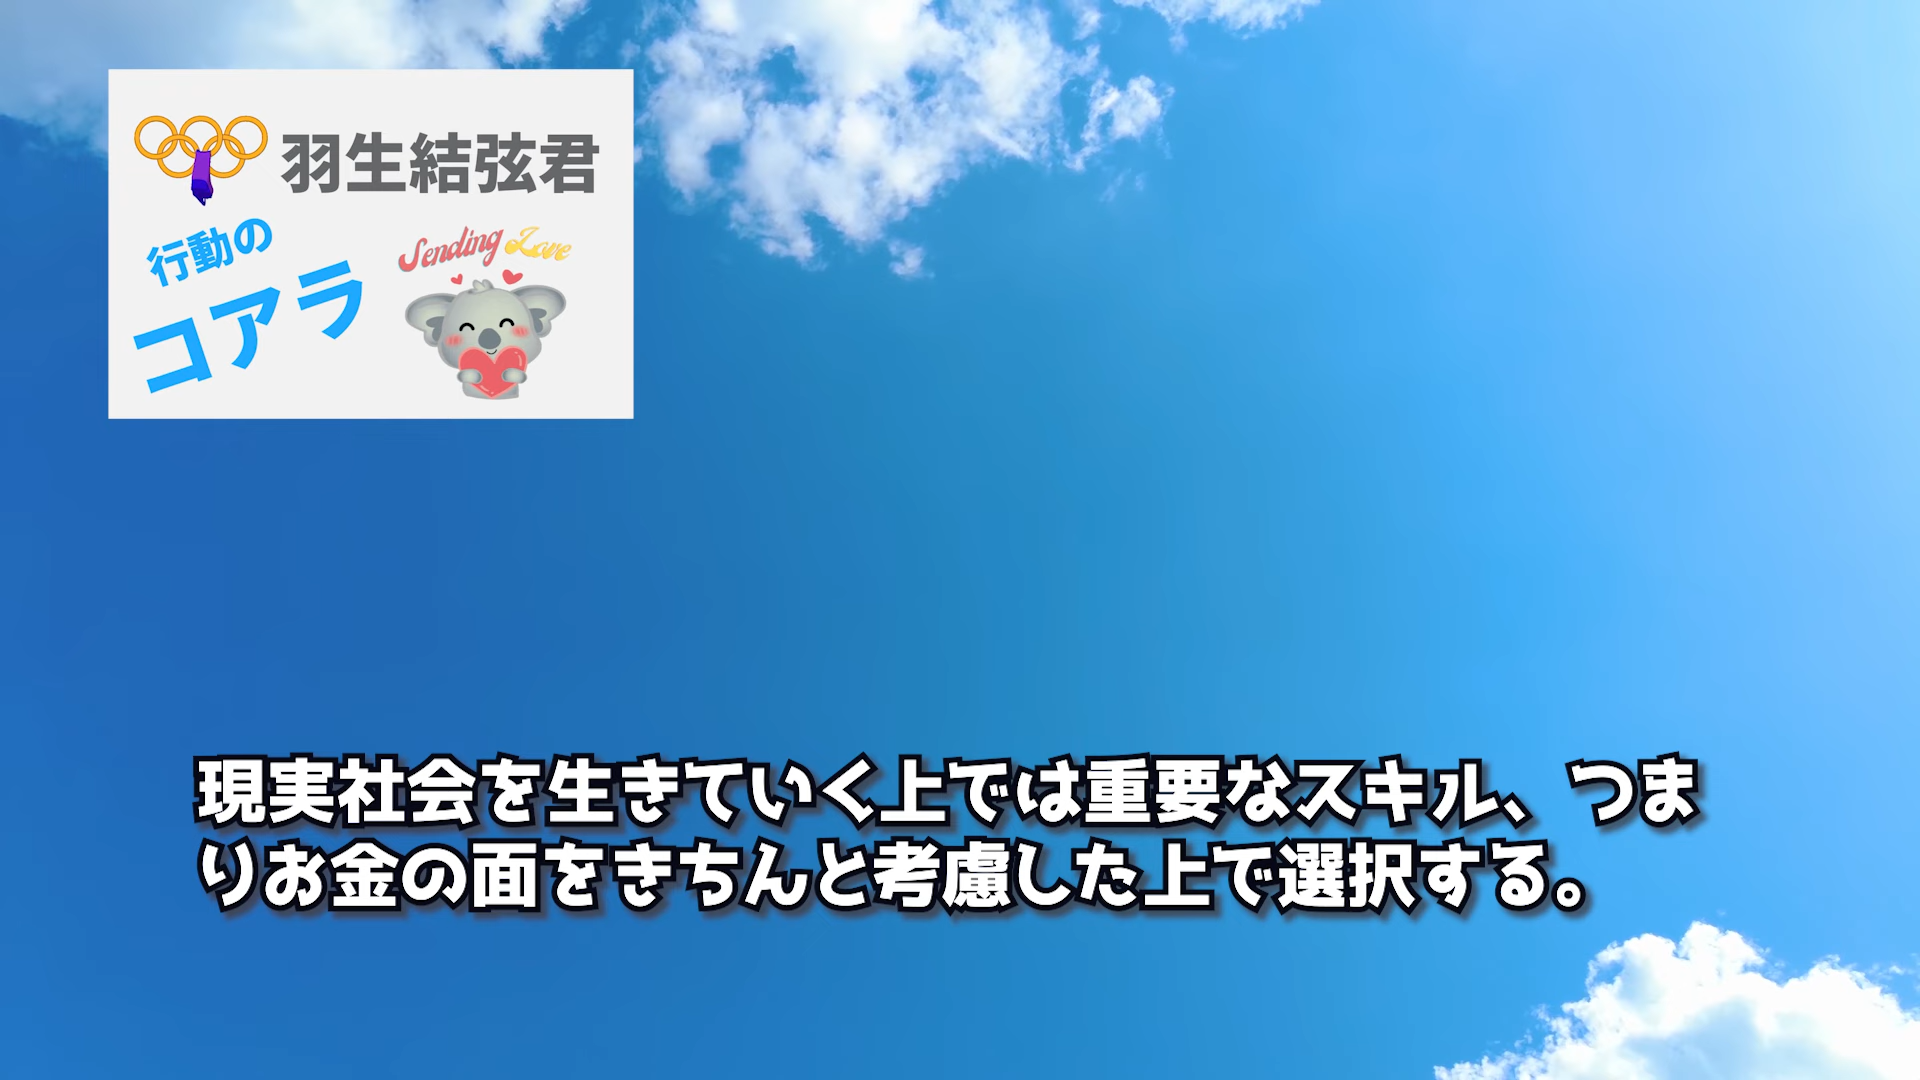 羽生結弦君
行動の
コアラ
Sending Love
現実社会を生きていく上では重要なスキル、つま
りお金の面をきちんと考慮した上で選択する。